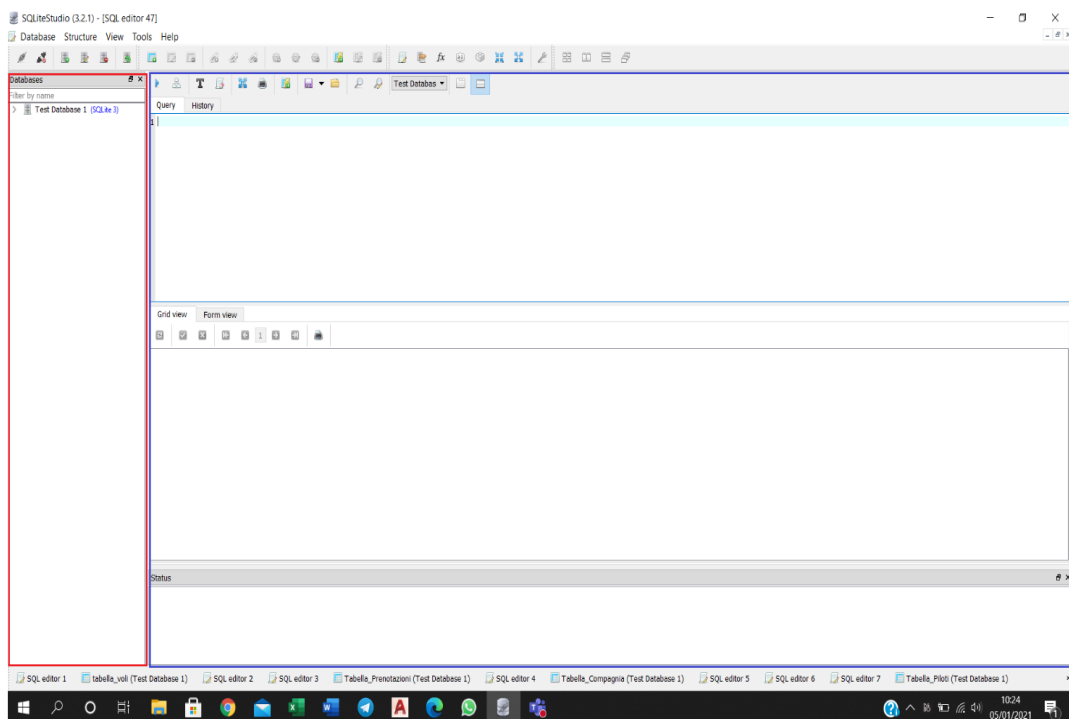 SQLiteStudio (3.2.1) - [SQL editor 47]
Database Structure View Tools Help
Databases
Filter by name
Test Database 1 (SQLite 3)
Test Databas
Query History
1
Grid view Form view
1
Status
SQL editor 1 tabella_voli (Test Database 1) SQL editor 2 SQL editor 3 Tabella_Prenotazioni (Test Database 1) SQL editor 4 Tabella_Compagnia (Test Database 1) SQL editor 5 SQL editor 6 SQL editor 7 Tabella_Piloti (Test Database 1)
10:24
05/01/2021